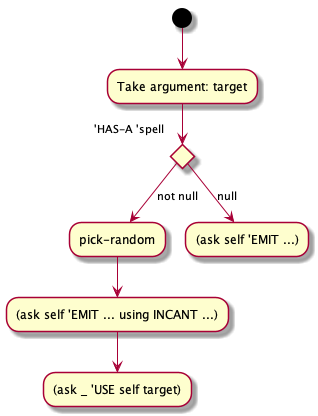 Take argument: target
'HAS-A 'spell
not null
null
pick-random
(ask self 'EMIT ...)
(ask self 'EMIT ... using INCANT ...)
(ask _ 'USE self target)